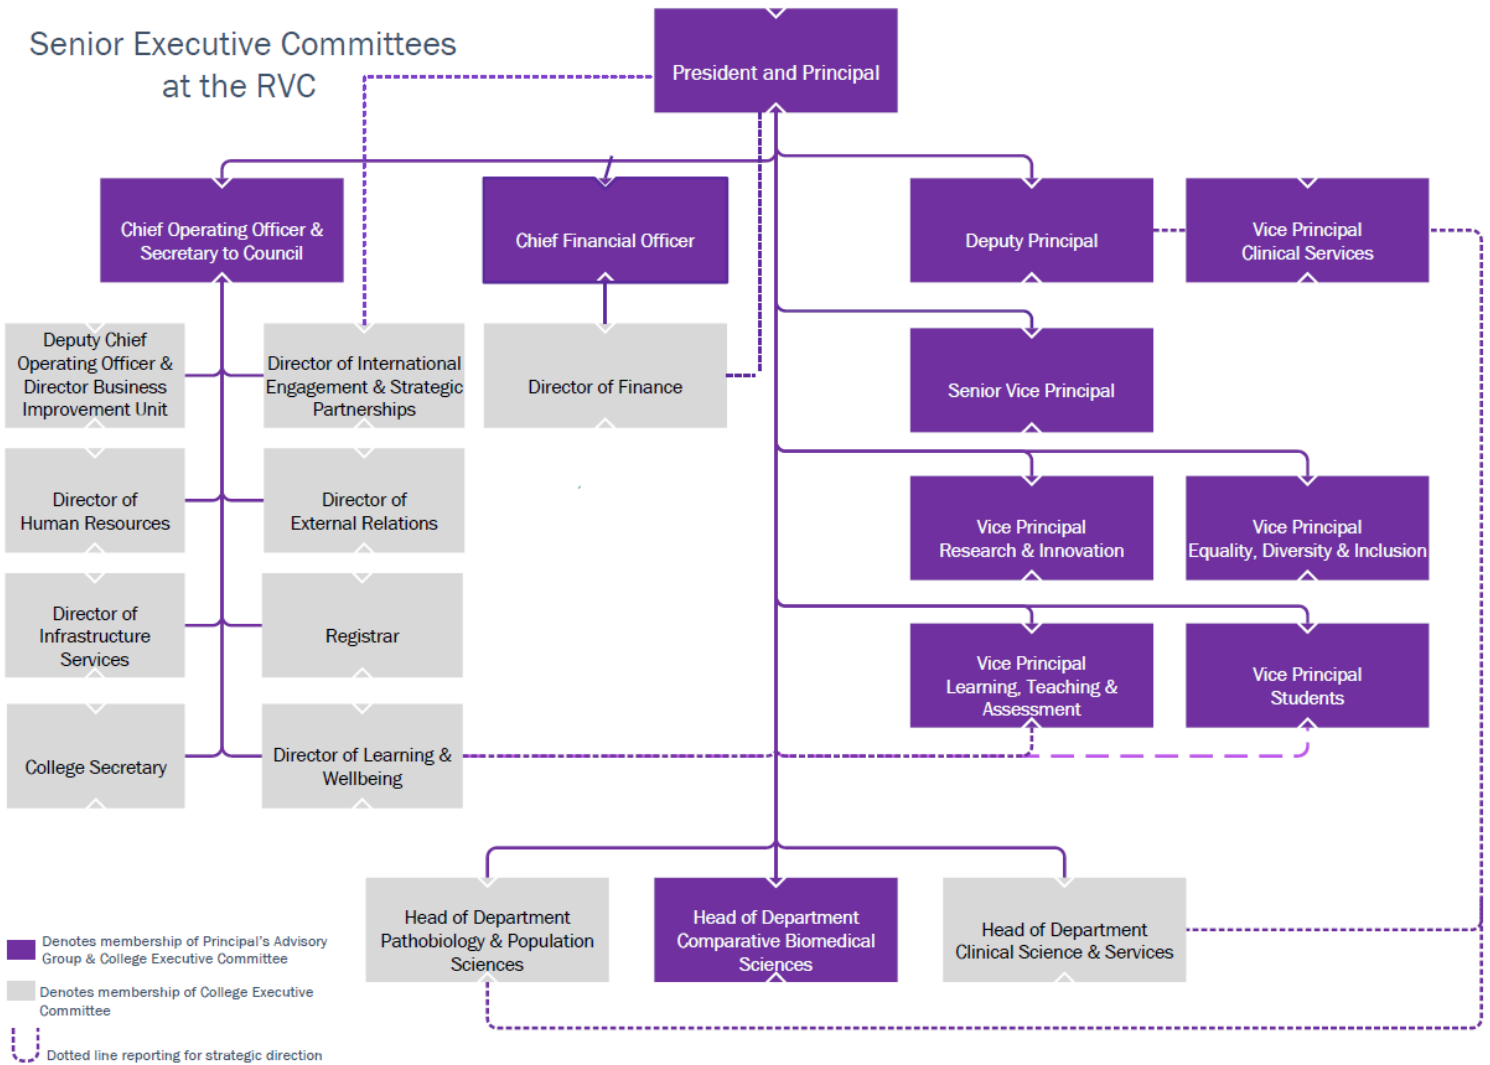 Senior Executive Committees
at the RVC
President and Principal
Chief Operating Officer &
Secretary to Council
Chief Financial Officer
Deputy Principal
Vice Principal
Clinical Services
Deputy Chief
Operating Officer &
Director Business
Improvement Unit
Director of International
Engagement & Strategic
Partnerships
Director of Finance
Senior Vice Principal
Director of
Human Resources
Director of
External Relations
Vice Principal
Research & Innovation
Vice Principal
Equality, Diversity & Inclusion
Director of
Infrastructure
Services
Registrar
Vice Principal
Learning, Teaching &
Assessment
Vice Principal
Students
College Secretary
Director of Learning &
Wellbeing
Head of Department
Pathobiology & Population
Sciences
Head of Department
Comparative Biomedical
Sciences
Head of Department
Clinical Science & Services
Denotes membership of Principal's Advisory
Group & College Executive Committee
Denotes membership of College Executive
Committee
Dotted line reporting for strategic direction